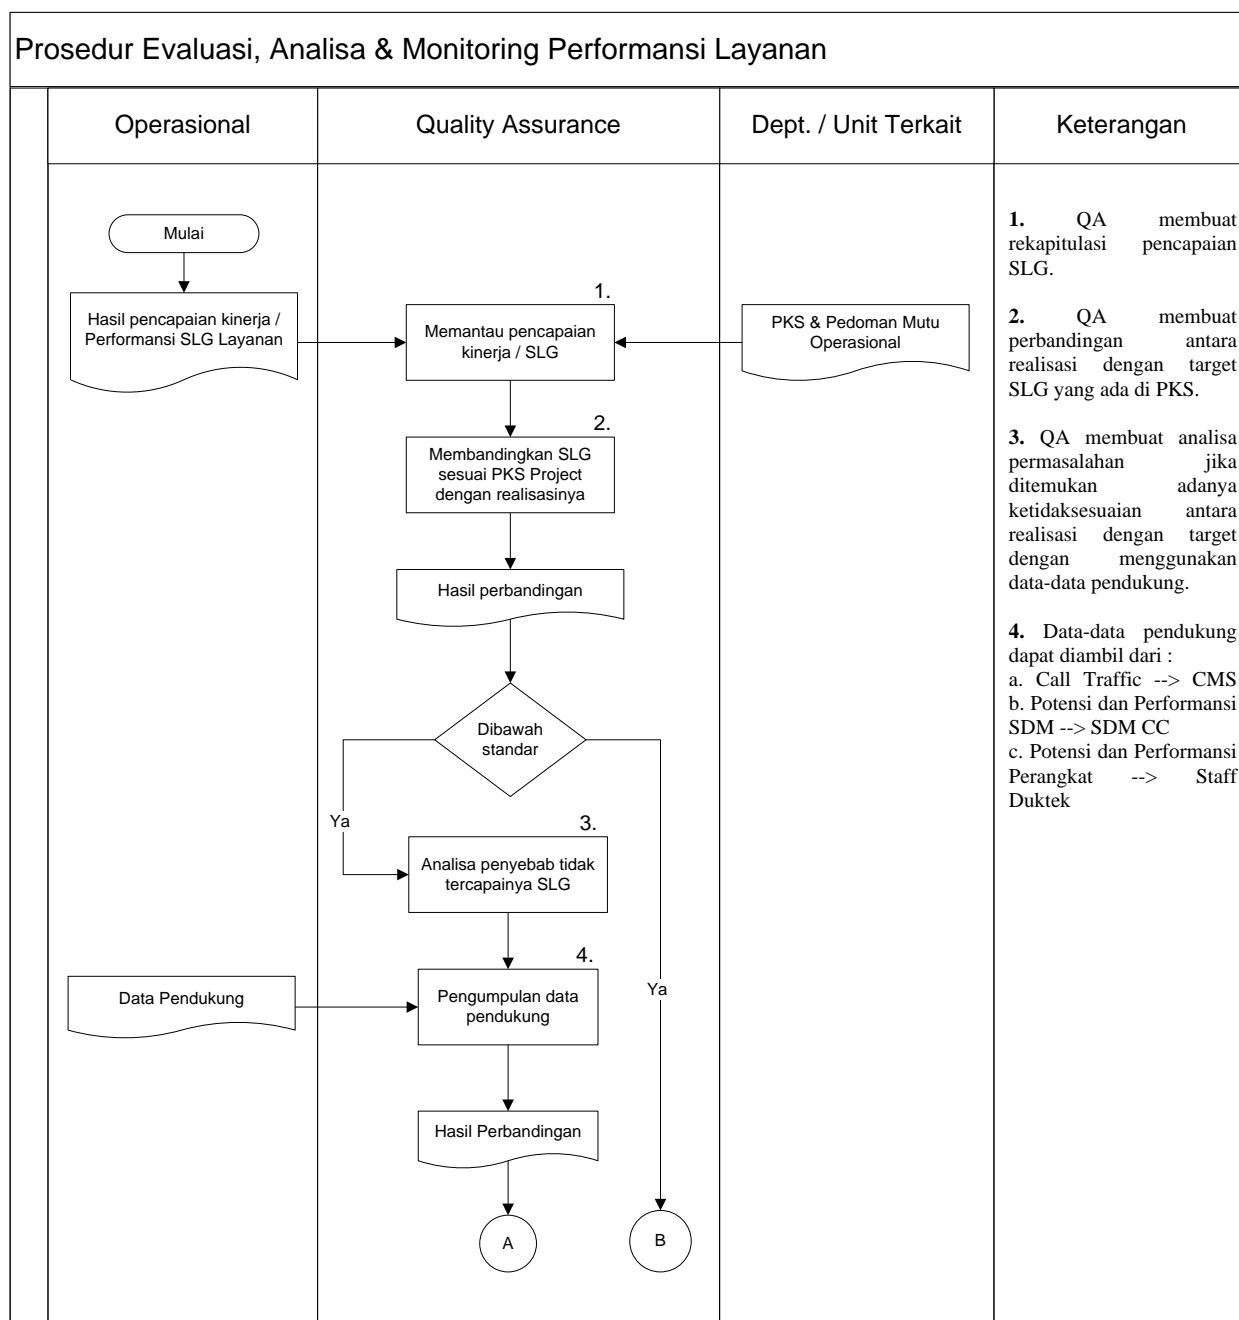 Prosedur Evaluasi, Analisa & Monitoring Performansi Layanan
Operasional
Quality Assurance
Dept. / Unit Terkait
Keterangan
Mulai
Hasil pencapaian kinerja /
Performansi SLG Layanan
1.
Memantau pencapaian
kinerja / SLG
PKS & Pedoman Mutu
Operasional
2.
Membandingkan SLG
sesuai PKS Project
dengan realisasinya
Hasil perbandingan
Dibawah
standar
Ya
3.
Analisa penyebab tidak
tercapainya SLG
4.
Data Pendukung
Pengumpulan data
pendukung
Ya
Hasil Perbandingan
A
B
1. QA membuat
rekapitulasi pencapaian
SLG.
2. QA membuat
perbandingan antara
realisasi dengan target
SLG yang ada di PKS.
3. QA membuat analisa
permasalahan jika
ditemukan adanya
ketidaksesuaian antara
realisasi dengan target
dengan menggunakan
data-data pendukung.
4. Data-data pendukung
dapat diambil dari :
a. Call Traffic --> CMS
b. Potensi dan Performansi
SDM --> SDM CC
c. Potensi dan Performansi
Perangkat --> Staff
Duktek